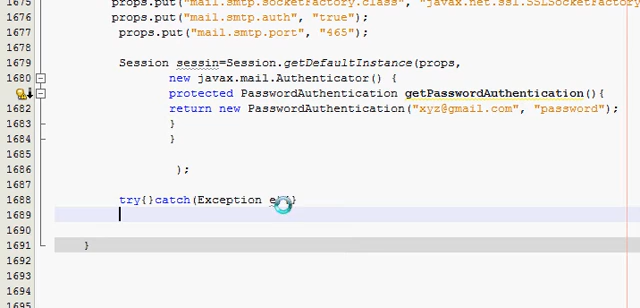 1675 props.put("mail.smtp.socketFactory.class", "javax.net.ssl.SSLSocketFactory
1676 props.put("mail.smtp.auth", "true");
1677 props.put("mail.smtp.port", "465");
1678
1679 Session sessin=Session.getDefaultInstance(props,
1680 new javax.mail.Authenticator() {
protected PasswordAuthentication getPasswordAuthentication(){
1682 return new PasswordAuthentication("xyz@gmail.com", "password");
1683 }
1684 }
1685
1686 );
1687
1688 try{}catch(Exception
1689
1690
1691 }
1692
1693
1694
1695